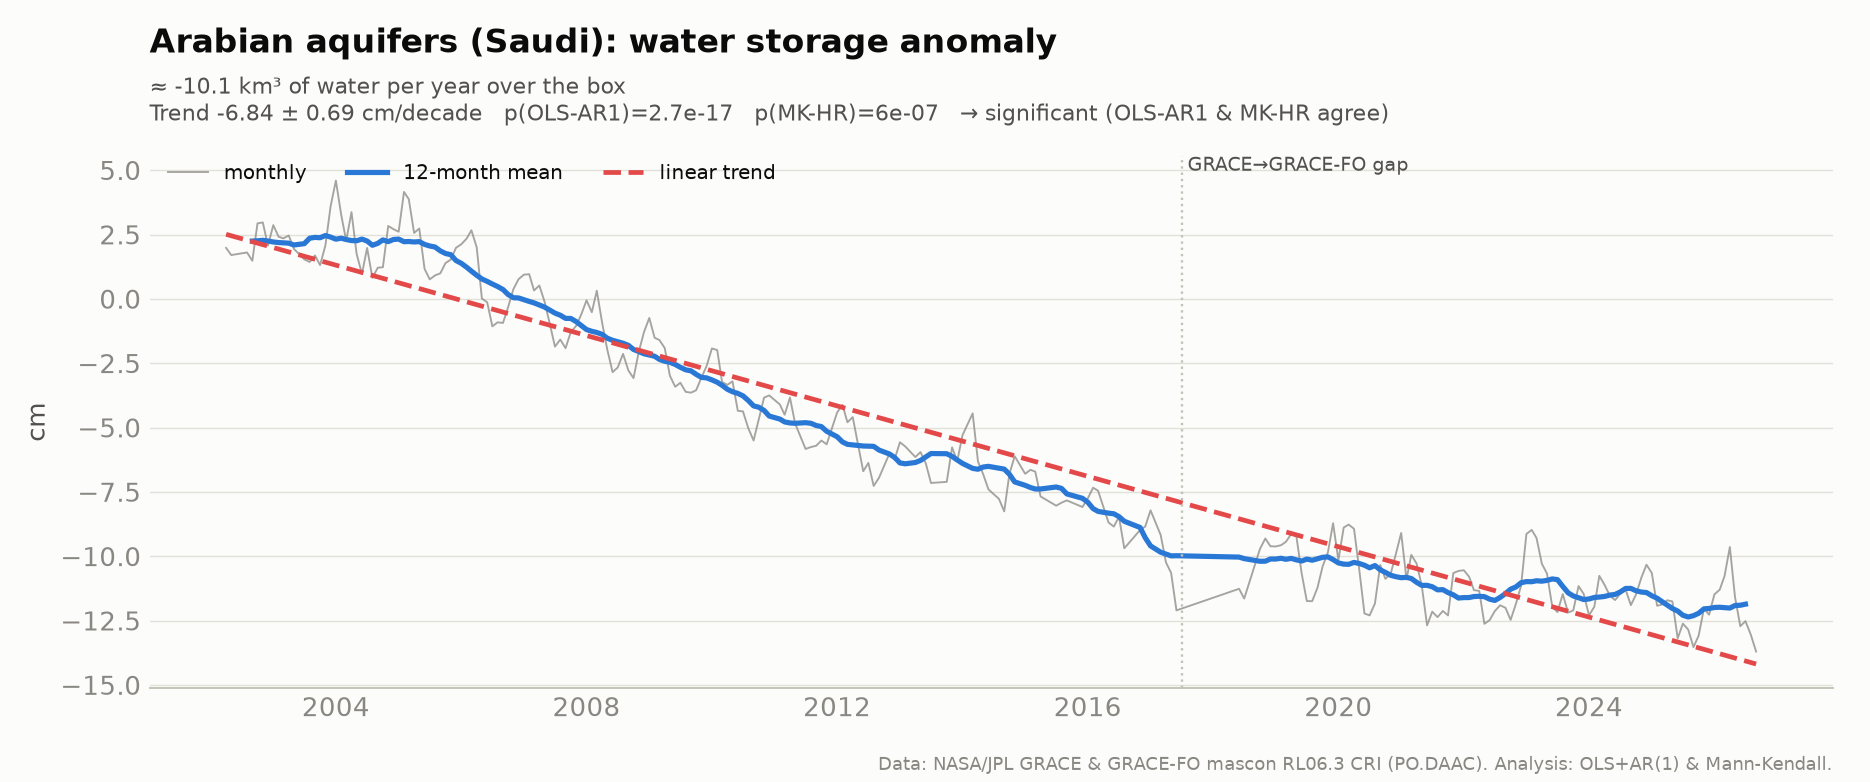 Arabian aquifers (Saudi): water storage anomaly
≈ -10.1 km³ of water per year over the box
Trend -6.84 ± 0.69 cm/decade p(OLS-AR1)=2.7e-17 p(MK-HR)=6e-07 → significant (OLS-AR1 & MK-HR agree)
monthly 12-month mean linear trend
GRACE→GRACE-FO gap
5.0
2.5
0.0
−2.5
−5.0
−7.5
−10.0
−12.5
−15.0
cm
2004 2008 2012 2016 2020 2024
Data: NASA/JPL GRACE & GRACE-FO mascon RL06.3 CRI (PO.DAAC). Analysis: OLS+AR(1) & Mann-Kendall.